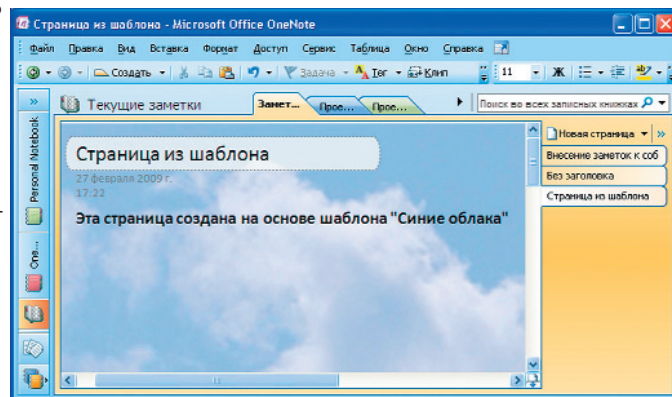 Страница из шаблона - Microsoft Office OneNote
Файл Правка Вид Вставка Формат Доступ Сервис Таблица Окно Справка
Создать Задача Тег Клип 11 Ж
Текущие заметки Замет... Прое... Прое... Поиск во всех записных книжках
Новая страница
Внесение заметок к соб
Без заголовка
Страница из шаблона
Personal Notebook
One...
Страница из шаблона
27 февраля 2009 г.
17:22
Эта страница создана на основе шаблона "Синие облака"